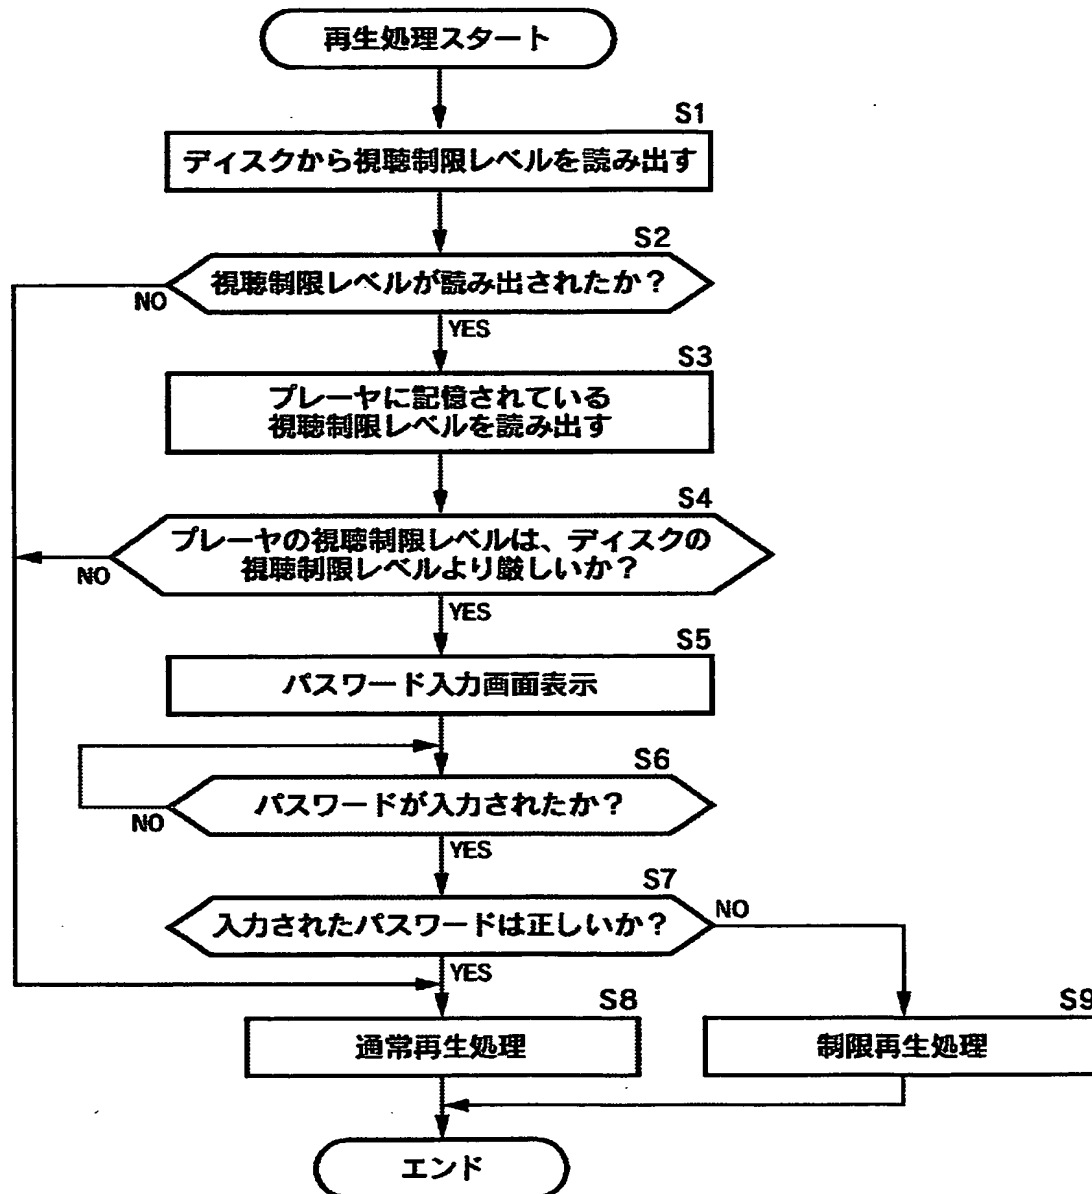 再生処理スタート
S1
ディスクから視聴制限レベルを読み出す
S2
視聴制限レベルが読み出されたか？
NO
YES
S3
プレーヤに記憶されている
視聴制限レベルを読み出す
S4
プレーヤの視聴制限レベルは、ディスクの
視聴制限レベルより厳しいか？
NO
YES
S5
パスワード入力画面表示
S6
パスワードが入力されたか？
NO
YES
S7
入力されたパスワードは正しいか？
NO
YES
S8
通常再生処理
S9
制限再生処理
エンド